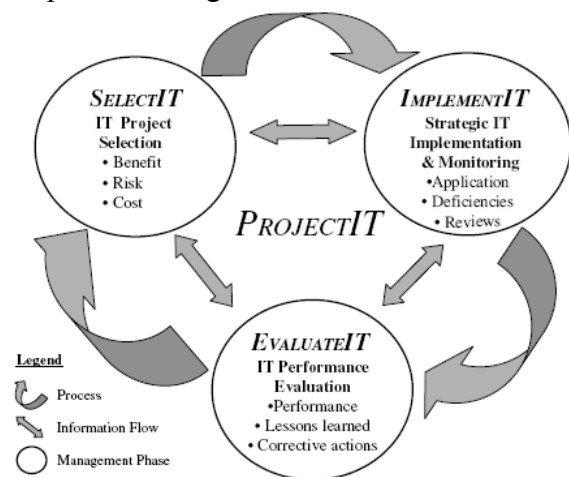 SELECTIT
IT Project
Selection
• Benefit
• Risk
• Cost
IMPLEMENTIT
Strategic IT
Implementation
& Monitoring
•Application
• Deficiencies
• Reviews
PROJECTIT
EVALUATEIT
IT Performance
Evaluation
•Performance
• Lessons learned
• Corrective actions
Legend
Process
Information Flow
Management Phase